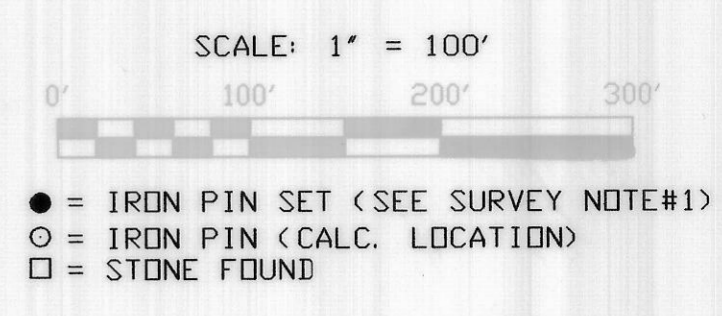 SCALE: 1" = 100'
0' 100' 200' 300'
● = IRON PIN SET (SEE SURVEY NOTE#1)
⊙ = IRON PIN (CALC. LOCATION)
□ = STONE FOUND